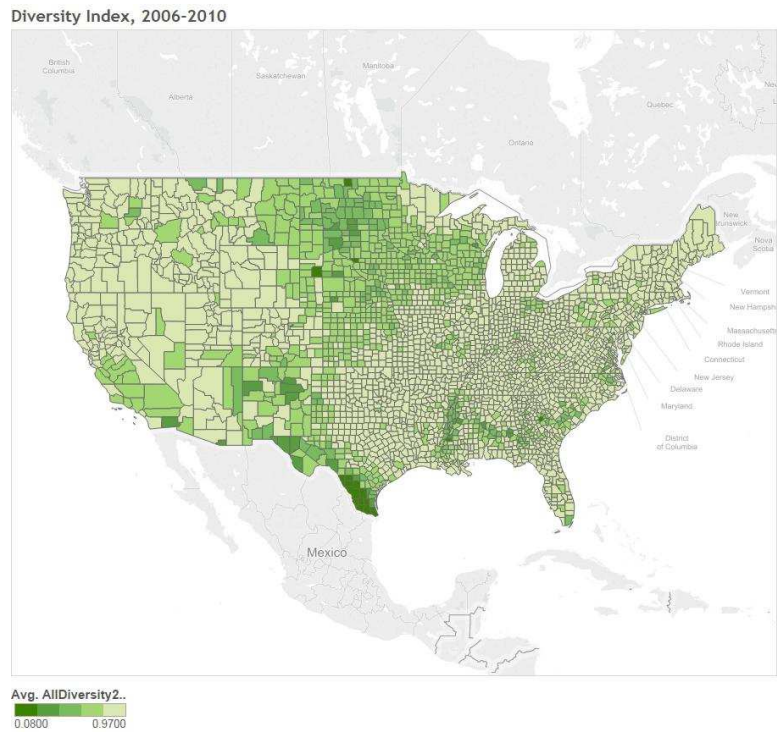 Diversity Index, 2006-2010
British
Columbia
Manitoba
Saskatchewan
Alberta
Quebec
Ontario
New
Brunswick
Nova
Scotia
Vermont
New Hampsh
Massachusett
Rhode Island
Connecticut
New Jersey
Delaware
Maryland
District
of Columbia
Mexico
Avg. AllDiversity2..
0.0800 0.9700